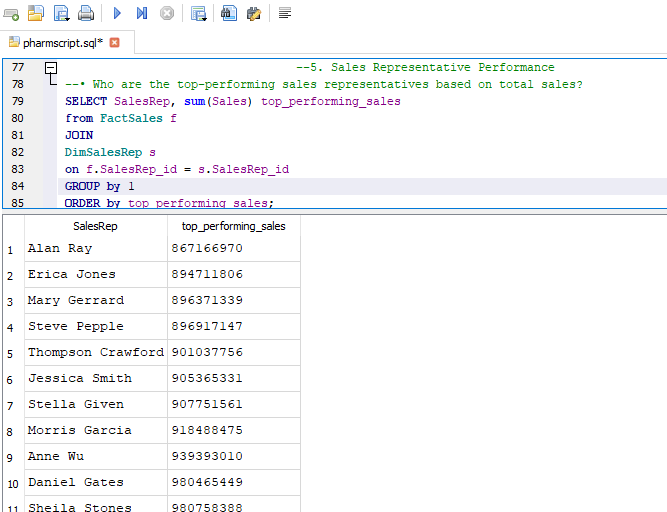 pharmscript.sql*
77 --5. Sales Representative Performance
78 --• Who are the top-performing sales representatives based on total sales?
79 SELECT SalesRep, sum(Sales) top_performing_sales
80 from FactSales f
81 JOIN
82 DimSalesRep s
83 on f.SalesRep_id = s.SalesRep_id
84 GROUP by 1
85 ORDER by top_performing_sales;
SalesRep top_performing_sales
1 Alan Ray 867166970
2 Erica Jones 894711806
3 Mary Gerrard 896371339
4 Steve Pepple 896917147
5 Thompson Crawford 901037756
6 Jessica Smith 905365331
7 Stella Given 907751561
8 Morris Garcia 918488475
9 Anne Wu 939393010
10 Daniel Gates 980465449
11 Sheila Stones 980758388